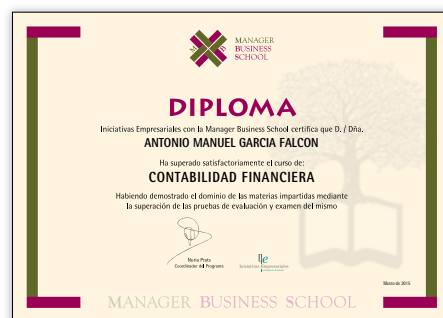 M B
MANAGER
BUSINESS
SCHOOL
DIPLOMA
Iniciativas Empresariales con la Manager Business School certifica que D. / Dña.
ANTONIO MANUEL GARCIA FALCON
Ha superado satisfactoriamente el curso de:
CONTABILIDAD FINANCIERA
Habiendo demostrado el dominio de las materias impartidas mediante
la superación de las pruebas de evaluación y examen del mismo
Nuria Prats
Coordinador del Programa
Iniciativas Empresariales
Marzo de 2015
MANAGER BUSINESS SCHOOL